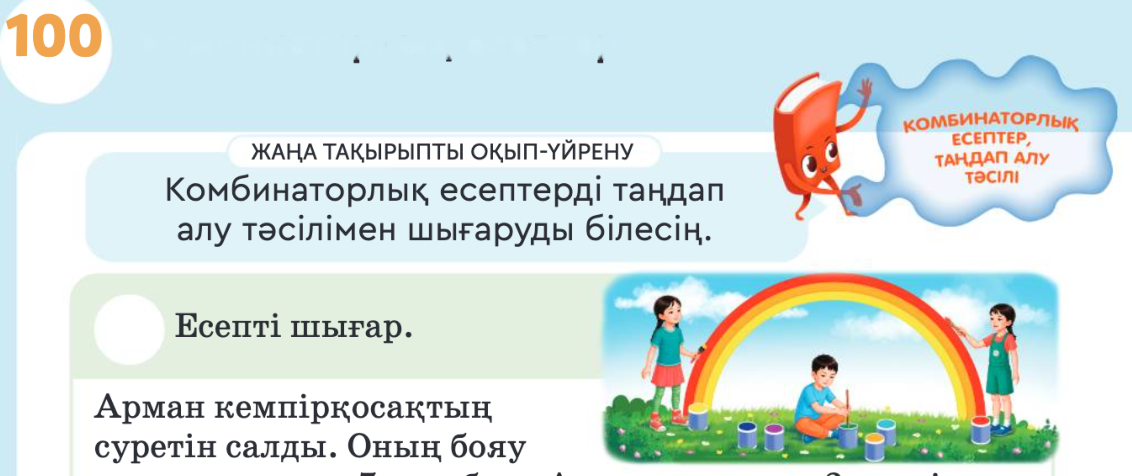 100
КОМБИНАТОРЛЫҚ
ЕСЕПТЕР,
ТАҢДАП АЛУ
ТӘСІЛІ
ЖАҢА ТАҚЫРЫПТЫ ОҚЫП-ҮЙРЕНУ
Комбинаторлық есептерді таңдап
алу тәсілімен шығаруды білесің.
Есепті шығар.
Арман кемпірқосақтың
суретін салды. Оның бояу